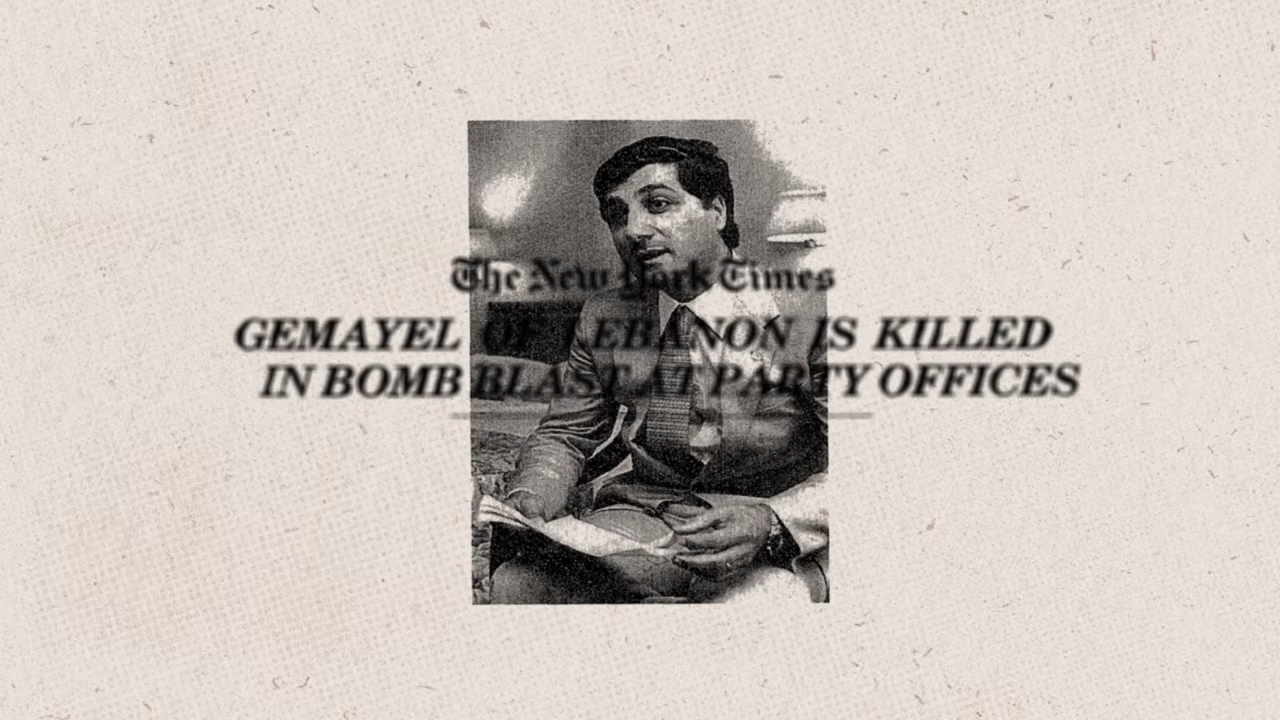 The New York Times
GEMAYEL OF LEBANON IS KILLED
IN BOMB BLAST AT PARTY OFFICES